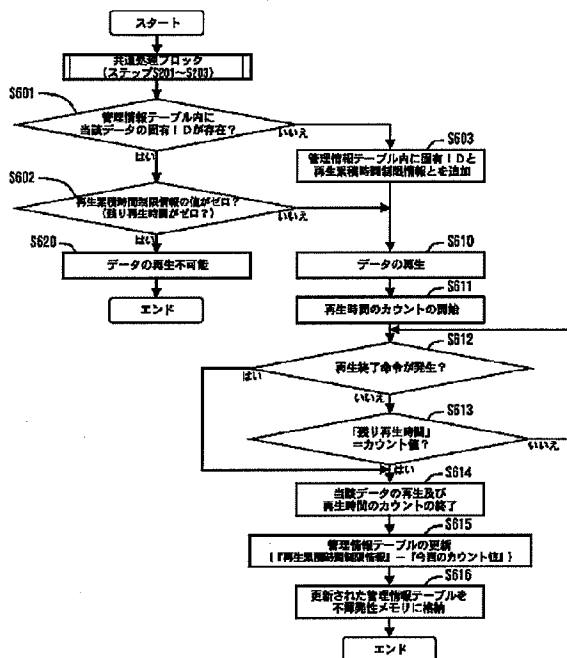 スタート
共通処理ブロック
(ステップS201～S203)
S601
管理情報テーブル内に
当該データの固有IDが存在?
いいえ
はい
S603
管理情報テーブル内に固有IDと
再生累積時間制限情報とを追加
S602
再生累積時間制限情報の値がゼロ?
(残り再生時間がゼロ?)
いいえ
はい
S620
データの再生不可能
エンド
S610
データの再生
S611
再生時間のカウントの開始
S612
再生終了命令が発生?
はい
いいえ
S613
「残り再生時間」
=カウント値?
いいえ
はい
S614
当該データの再生及び
再生時間のカウントの終了
S615
管理情報テーブルの更新
{『再生累積時間制限情報』－『今回のカウント値』}
S616
更新された管理情報テーブルを
不揮発性メモリに格納
エンド